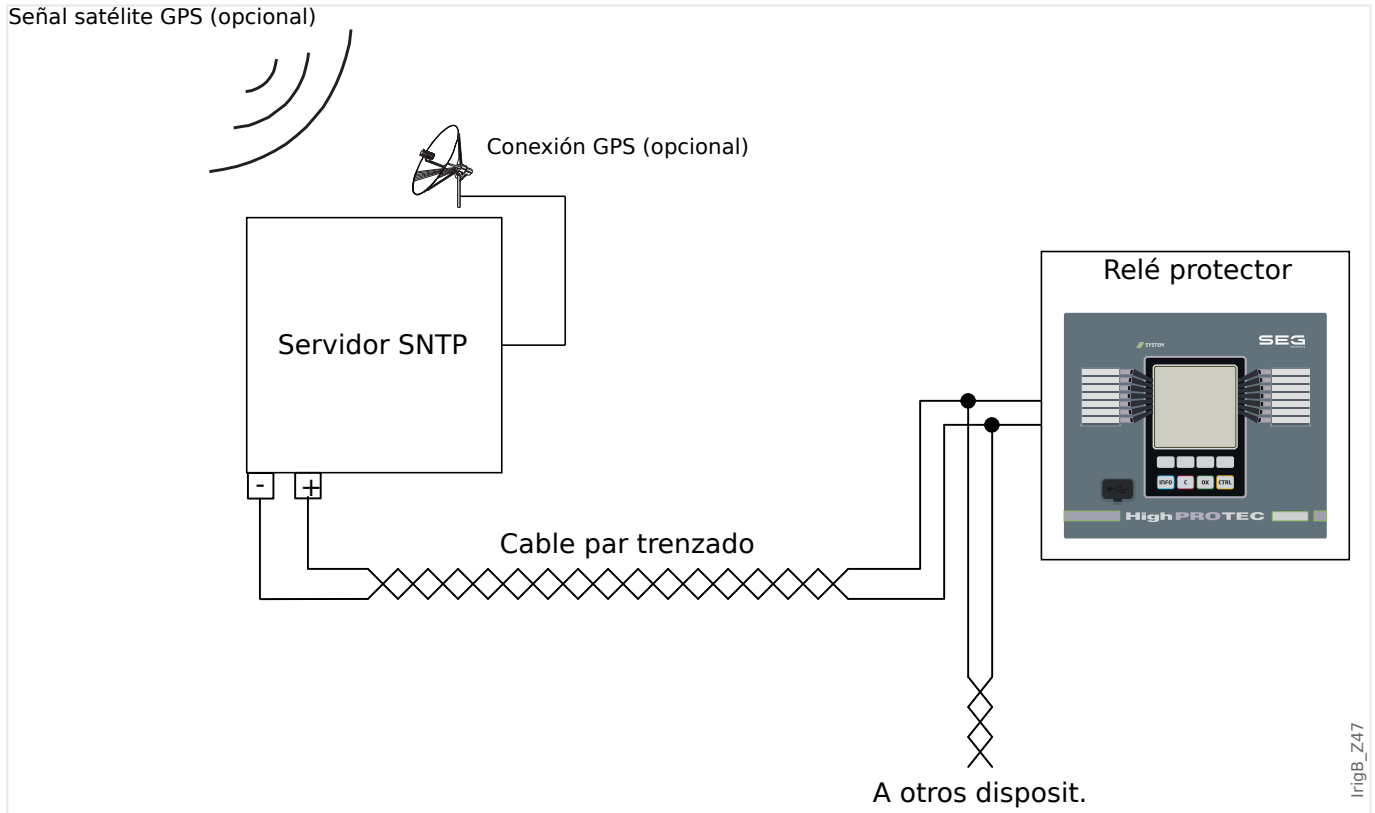 Señal satélite GPS (opcional)
Conexión GPS (opcional)
Servidor SNTP
- +
Relé protector
SYSTEM
SEG
INFO C OK CTRL
HighPROTEC
Cable par trenzado
A otros disposit.
IrigB_Z47